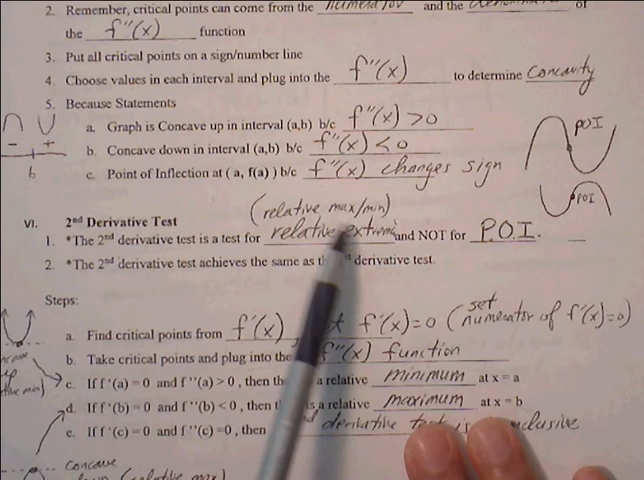 2. Remember, critical points can come from the numerator and the of
the f''(x) function
3. Put all critical points on a sign/number line
4. Choose values in each interval and plug into the f''(x) to determine Concavity
5. Because Statements
a. Graph is Concave up in interval (a,b) b/c f''(x) > 0
b. Concave down in interval (a,b) b/c f''(x) < 0
c. Point of Inflection at ( a, f(a) ) b/c f''(x) changes sign
- +
b
POI
POI
(relative max/min)
VI. 2nd Derivative Test
1. *The 2nd derivative test is a test for relative extrema and NOT for P.O.I.
2. *The 2nd derivative test achieves the same as derivative test.
Steps:
set
a. Find critical points from f'(x), f'(x)=0 (numerator of f'(x)=0)
b. Take critical points and plug into the f''(x) function
c. If f'(a) = 0 and f''(a) > 0, then a relative minimum at x = a
d. If f'(b) = 0 and f''(b) < 0, then is a relative maximum at x = b
e. If f'(c) = 0 and f''(c) = 0, then derivative
concave
down (relative max)